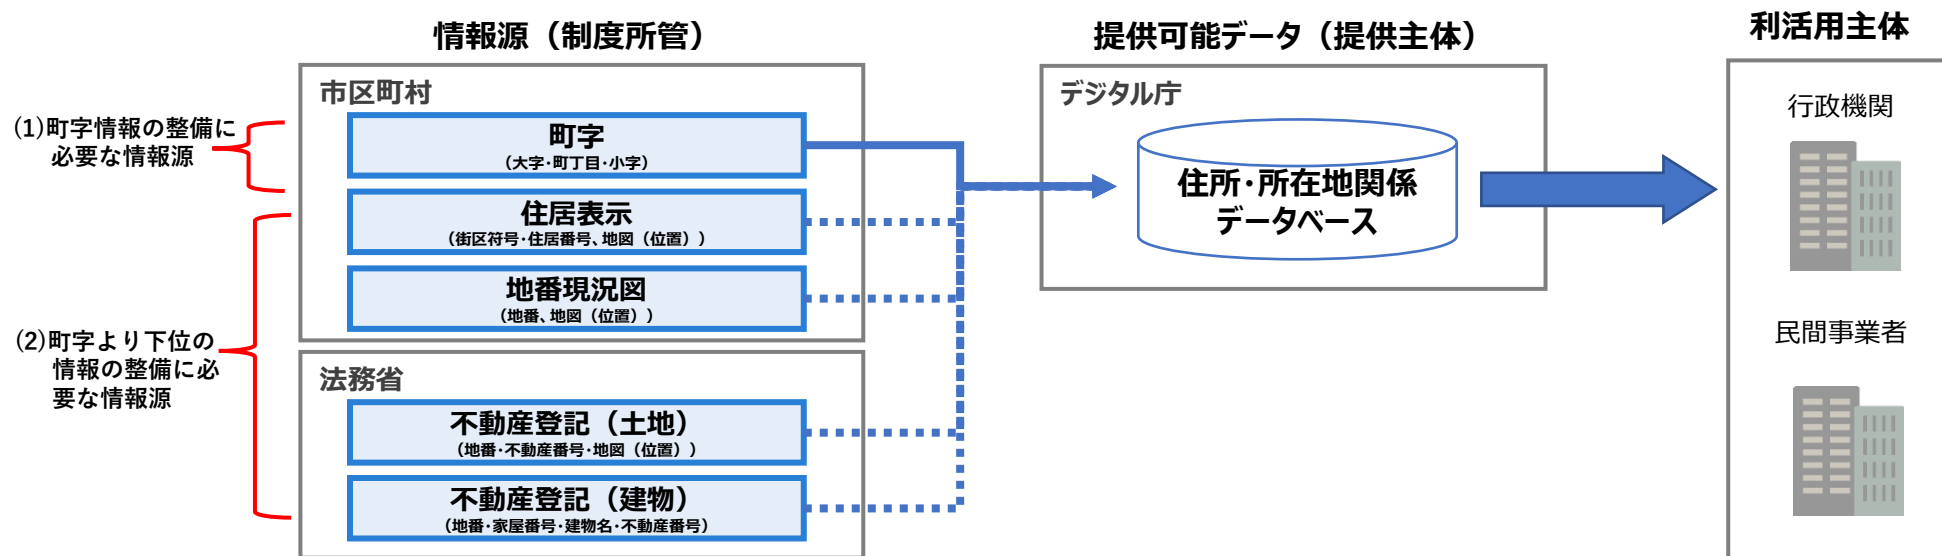 情報源（制度所管）
提供可能データ（提供主体）
利活用主体
(1)町字情報の整備に
必要な情報源
(2)町字より下位の
情報の整備に必
要な情報源
市区町村
町字
（大字・町丁目・小字）
住居表示
（街区符号・住居番号、地図（位置））
地番現況図
（地番、地図（位置））
法務省
不動産登記（土地）
（地番・不動産番号・地図（位置））
不動産登記（建物）
（地番・家屋番号・建物名・不動産番号）
デジタル庁
住所・所在地関係
データベース
行政機関
民間事業者